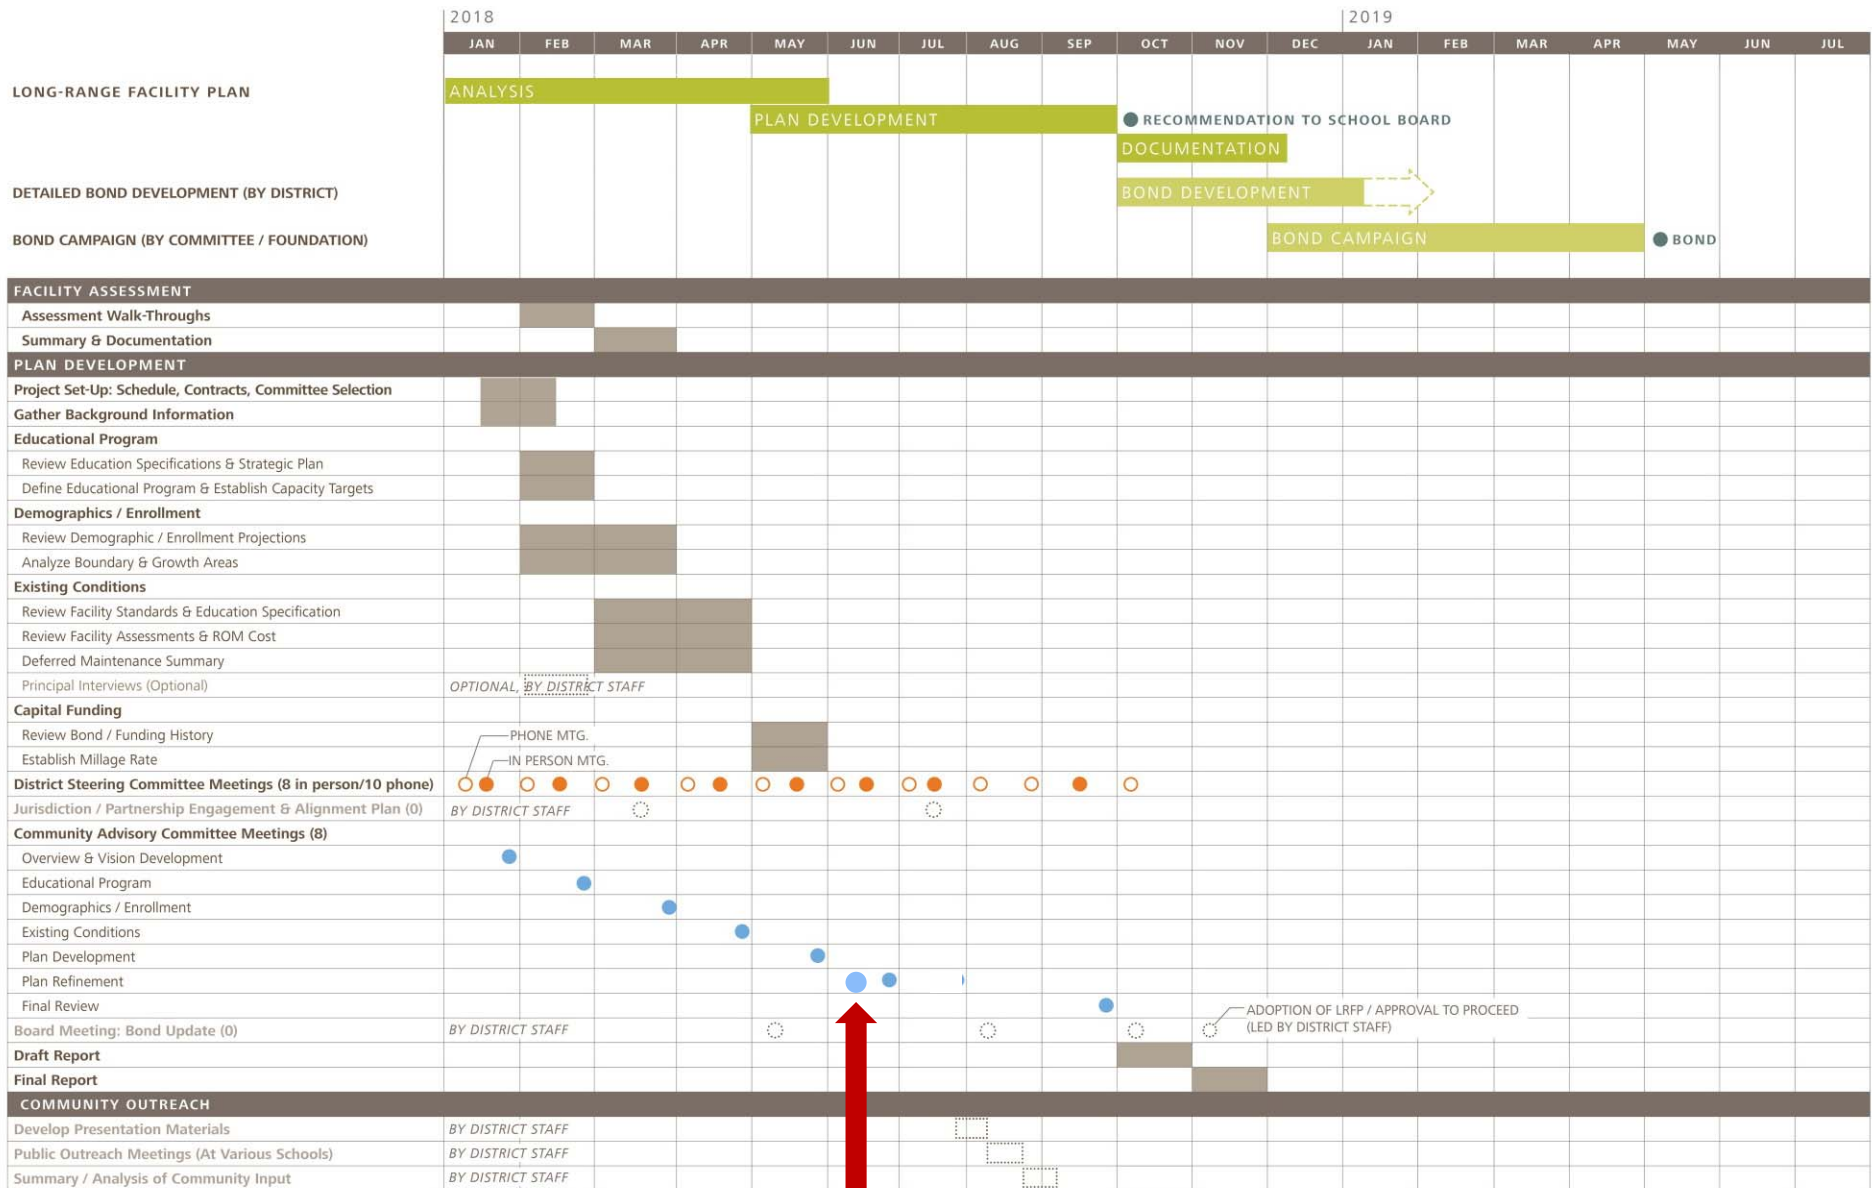 2018
2019
JAN FEB MAR APR MAY JUN JUL AUG SEP OCT NOV DEC JAN FEB MAR APR MAY JUN JUL
LONG-RANGE FACILITY PLAN
ANALYSIS
PLAN DEVELOPMENT
RECOMMENDATION TO SCHOOL BOARD
DOCUMENTATION
DETAILED BOND DEVELOPMENT (BY DISTRICT)
BOND DEVELOPMENT
BOND CAMPAIGN (BY COMMITTEE / FOUNDATION)
BOND CAMPAIGN
BOND
FACILITY ASSESSMENT
Assessment Walk-Throughs
Summary & Documentation
PLAN DEVELOPMENT
Project Set-Up: Schedule, Contracts, Committee Selection
Gather Background Information
Educational Program
Review Education Specifications & Strategic Plan
Define Educational Program & Establish Capacity Targets
Demographics / Enrollment
Review Demographic / Enrollment Projections
Analyze Boundary & Growth Areas
Existing Conditions
Review Facility Standards & Education Specification
Review Facility Assessments & ROM Cost
Deferred Maintenance Summary
Principal Interviews (Optional)
OPTIONAL, BY DISTRICT STAFF
Capital Funding
Review Bond / Funding History
PHONE MTG.
Establish Millage Rate
IN PERSON MTG.
District Steering Committee Meetings (8 in person/10 phone)
Jurisdiction / Partnership Engagement & Alignment Plan (0)
BY DISTRICT STAFF
Community Advisory Committee Meetings (8)
Overview & Vision Development
Educational Program
Demographics / Enrollment
Existing Conditions
Plan Development
Plan Refinement
Final Review
ADOPTION OF LRFP / APPROVAL TO PROCEED
(LED BY DISTRICT STAFF)
Board Meeting: Bond Update (0)
BY DISTRICT STAFF
Draft Report
Final Report
COMMUNITY OUTREACH
Develop Presentation Materials
BY DISTRICT STAFF
Public Outreach Meetings (At Various Schools)
BY DISTRICT STAFF
Summary / Analysis of Community Input
BY DISTRICT STAFF